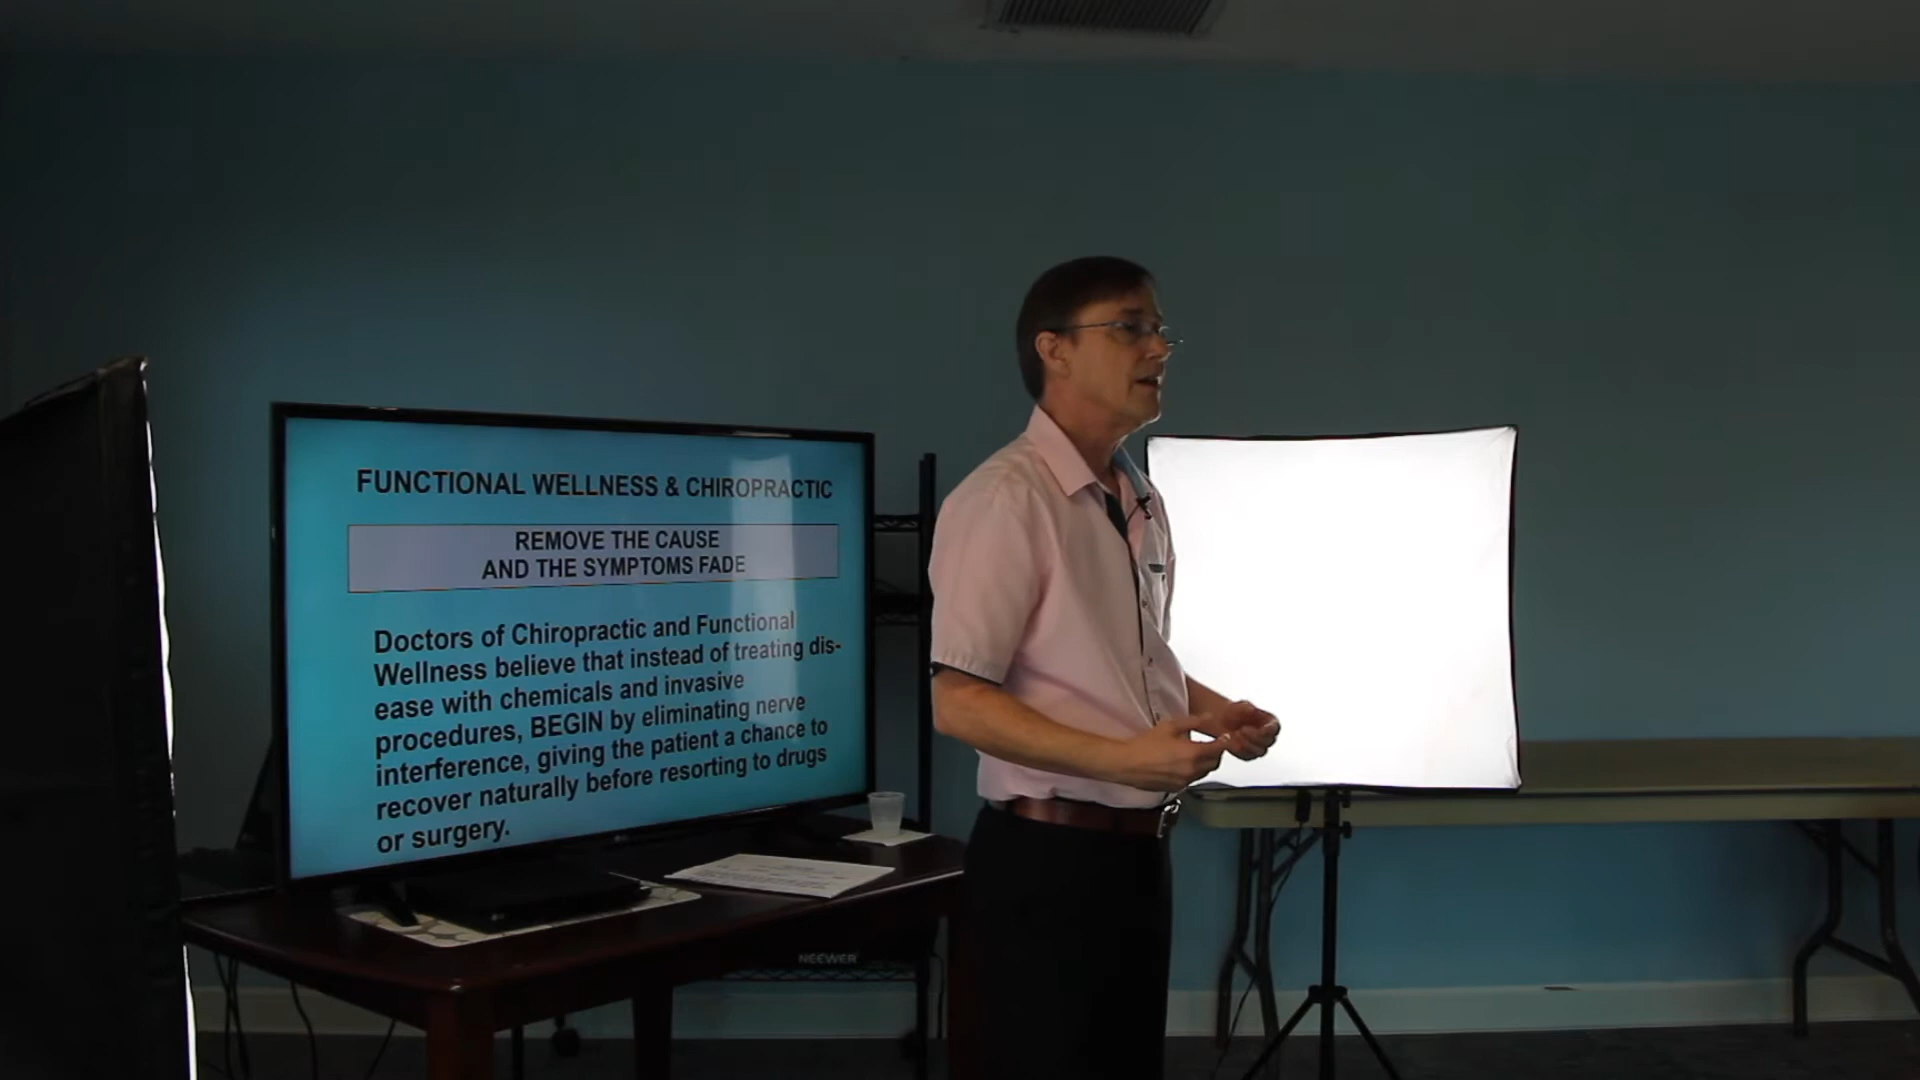 FUNCTIONAL WELLNESS & CHIROPRACTIC
REMOVE THE CAUSE
AND THE SYMPTOMS FADE
Doctors of Chiropractic and Functional
Wellness believe that instead of treating dis-
ease with chemicals and invasive
procedures, BEGIN by eliminating nerve
interference, giving the patient a chance to
recover naturally before resorting to drugs
or surgery.
LG
NEEWER